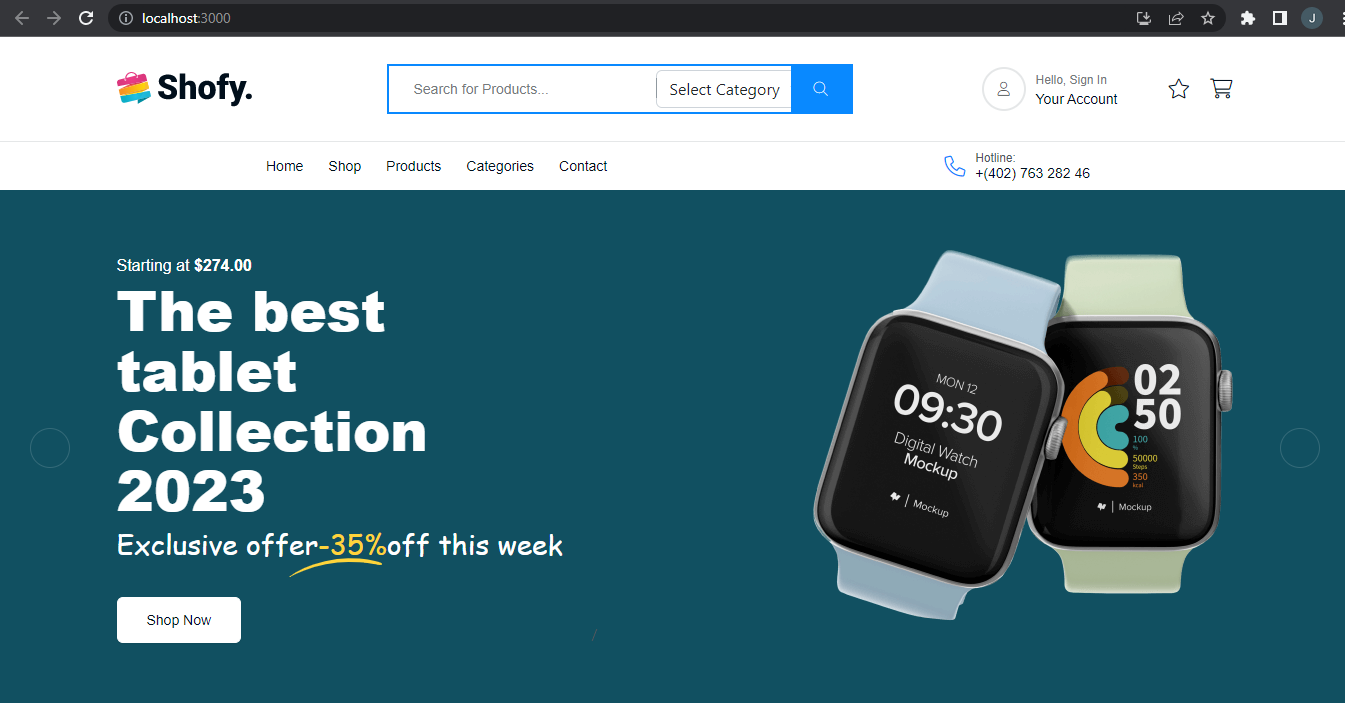 localhost:3000
J
Shofy.
Search for Products...
Select Category
Hello, Sign In
Your Account
Home Shop Products Categories Contact
Hotline:
+(402) 763 282 46
Starting at $274.00
The best
tablet
Collection
2023
Exclusive offer-35%off this week
Shop Now
/
MON 12
09:30
Digital Watch
Mockup
Mockup
02
50
100
%
50000
Steps
350
kcal
Mockup